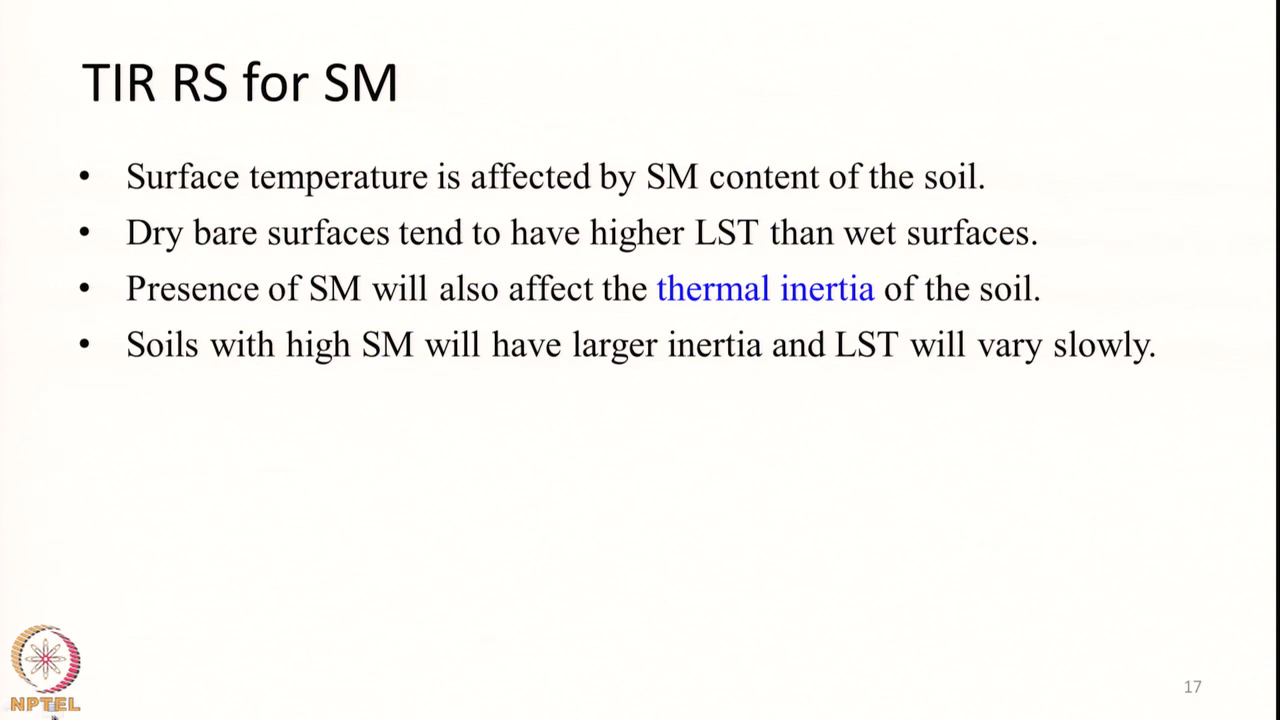 TIR RS for SM
• Surface temperature is affected by SM content of the soil.
• Dry bare surfaces tend to have higher LST than wet surfaces.
• Presence of SM will also affect the thermal inertia of the soil.
• Soils with high SM will have larger inertia and LST will vary slowly.
NPTEL
17